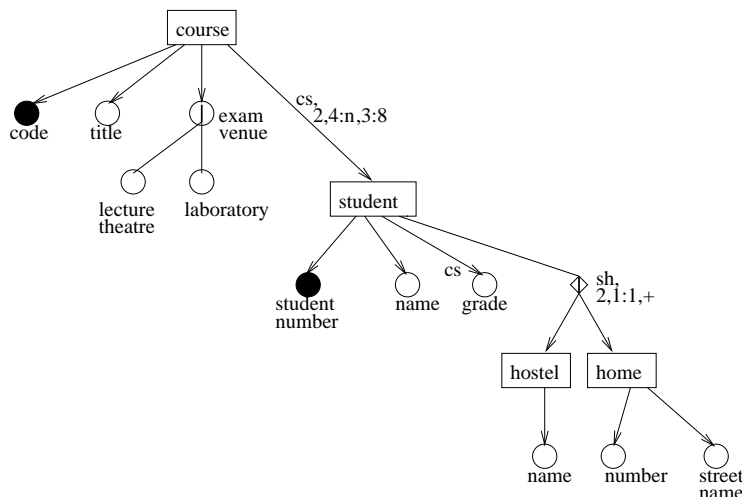 course
cs,
2,4:n,3:8
code
title
exam
venue
lecture
theatre
laboratory
student
cs
student
number
name
grade
sh,
2,1:1,+
hostel
home
name
number
street
name